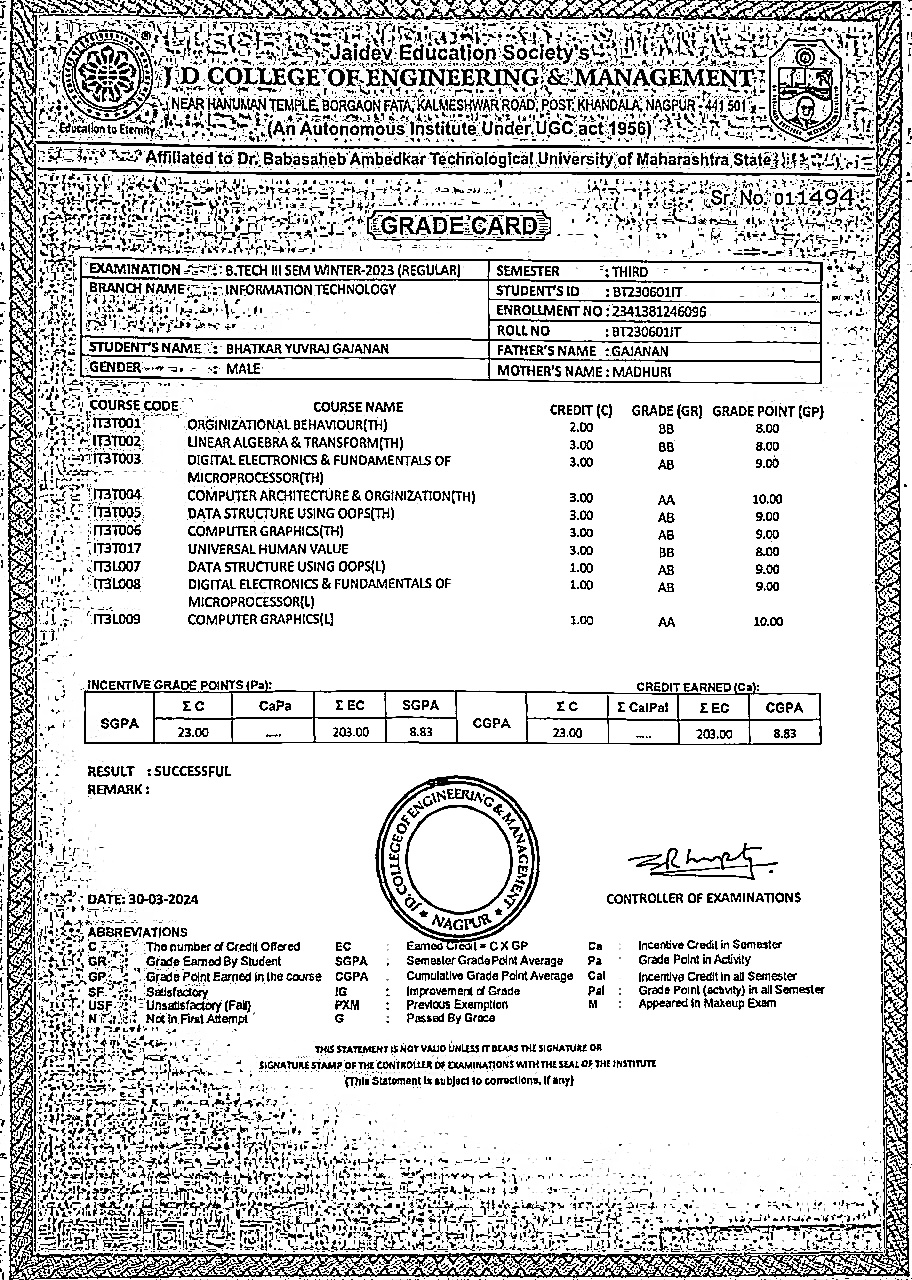 Jaidev Education Society's
J D COLLEGE OF ENGINEERING & MANAGEMENT
NEAR HANUMAN TEMPLE, BORGAON FATA, KALMESHWAR ROAD, POST. KHANDALA, NAGPUR - 441 501
Education to Eternity
(An Autonomous Institute Under UGC act 1956)
Affiliated to Dr. Babasaheb Ambedkar Technological University of Maharashtra State
Sr. No. 011494
GRADE CARD
EXAMINATION : B.TECH III SEM WINTER-2023 (REGULAR) SEMESTER : THIRD
BRANCH NAME : INFORMATION TECHNOLOGY STUDENT'S ID : BT230601IT
ENROLLMENT NO : 2341381246096
ROLL NO : BT230601IT
STUDENT'S NAME : BHATKAR YUVRAJ GAJANAN FATHER'S NAME : GAJANAN
GENDER : MALE MOTHER'S NAME : MADHURI
COURSE CODE COURSE NAME CREDIT (C) GRADE (GR) GRADE POINT (GP)
IT3T001 ORGINIZATIONAL BEHAVIOUR(TH) 2.00 BB 8.00
IT3T002 LINEAR ALGEBRA & TRANSFORM(TH) 3.00 BB 8.00
IT3T003 DIGITAL ELECTRONICS & FUNDAMENTALS OF 3.00 AB 9.00
MICROPROCESSOR(TH)
IT3T004 COMPUTER ARCHITECTURE & ORGINIZATION(TH) 3.00 AA 10.00
IT3T005 DATA STRUCTURE USING OOPS(TH) 3.00 AB 9.00
IT3T006 COMPUTER GRAPHICS(TH) 3.00 AB 9.00
IT3T017 UNIVERSAL HUMAN VALUE 3.00 BB 8.00
IT3L007 DATA STRUCTURE USING OOPS(L) 1.00 AB 9.00
IT3L008 DIGITAL ELECTRONICS & FUNDAMENTALS OF 1.00 AB 9.00
MICROPROCESSOR(L)
IT3L009 COMPUTER GRAPHICS(L) 1.00 AA 10.00
INCENTIVE GRADE POINTS (Pa): CREDIT EARNED (Ca):
SGPA Σ C CaPa Σ EC SGPA CGPA Σ C Σ CalPal Σ EC CGPA
23.00 ---- 203.00 8.83 23.00 ---- 203.00 8.83
RESULT : SUCCESSFUL
REMARK :
J.D. COLLEGE OF ENGINEERING & MANAGEMENT ★ NAGPUR ★
DATE: 30-03-2024 CONTROLLER OF EXAMINATIONS
ABBREVIATIONS
C : The number of Credit Offered EC : Earned Credit = C X GP Ca : Incentive Credit in Semester
GR : Grade Earned By Student SGPA : Semester Grade Point Average Pa : Grade Point in Activity
GP : Grade Point Earned in the course CGPA : Cumulative Grade Point Average Cal : Incentive Credit in all Semester
SF : Satisfactory IG : Improvement of Grade Pal : Grade Point (activity) in all Semester
USF : Unsatisfactory (Fail) PXM : Previous Exemption M : Appeared in Makeup Exam
N : Not in First Attempt G : Passed By Grace
THIS STATEMENT IS NOT VALID UNLESS IT BEARS THE SIGNATURE OR
SIGNATURE STAMP OF THE CONTROLLER OF EXAMINATIONS WITH THE SEAL OF THE INSTITUTE
(This Statement is subject to corrections, if any)